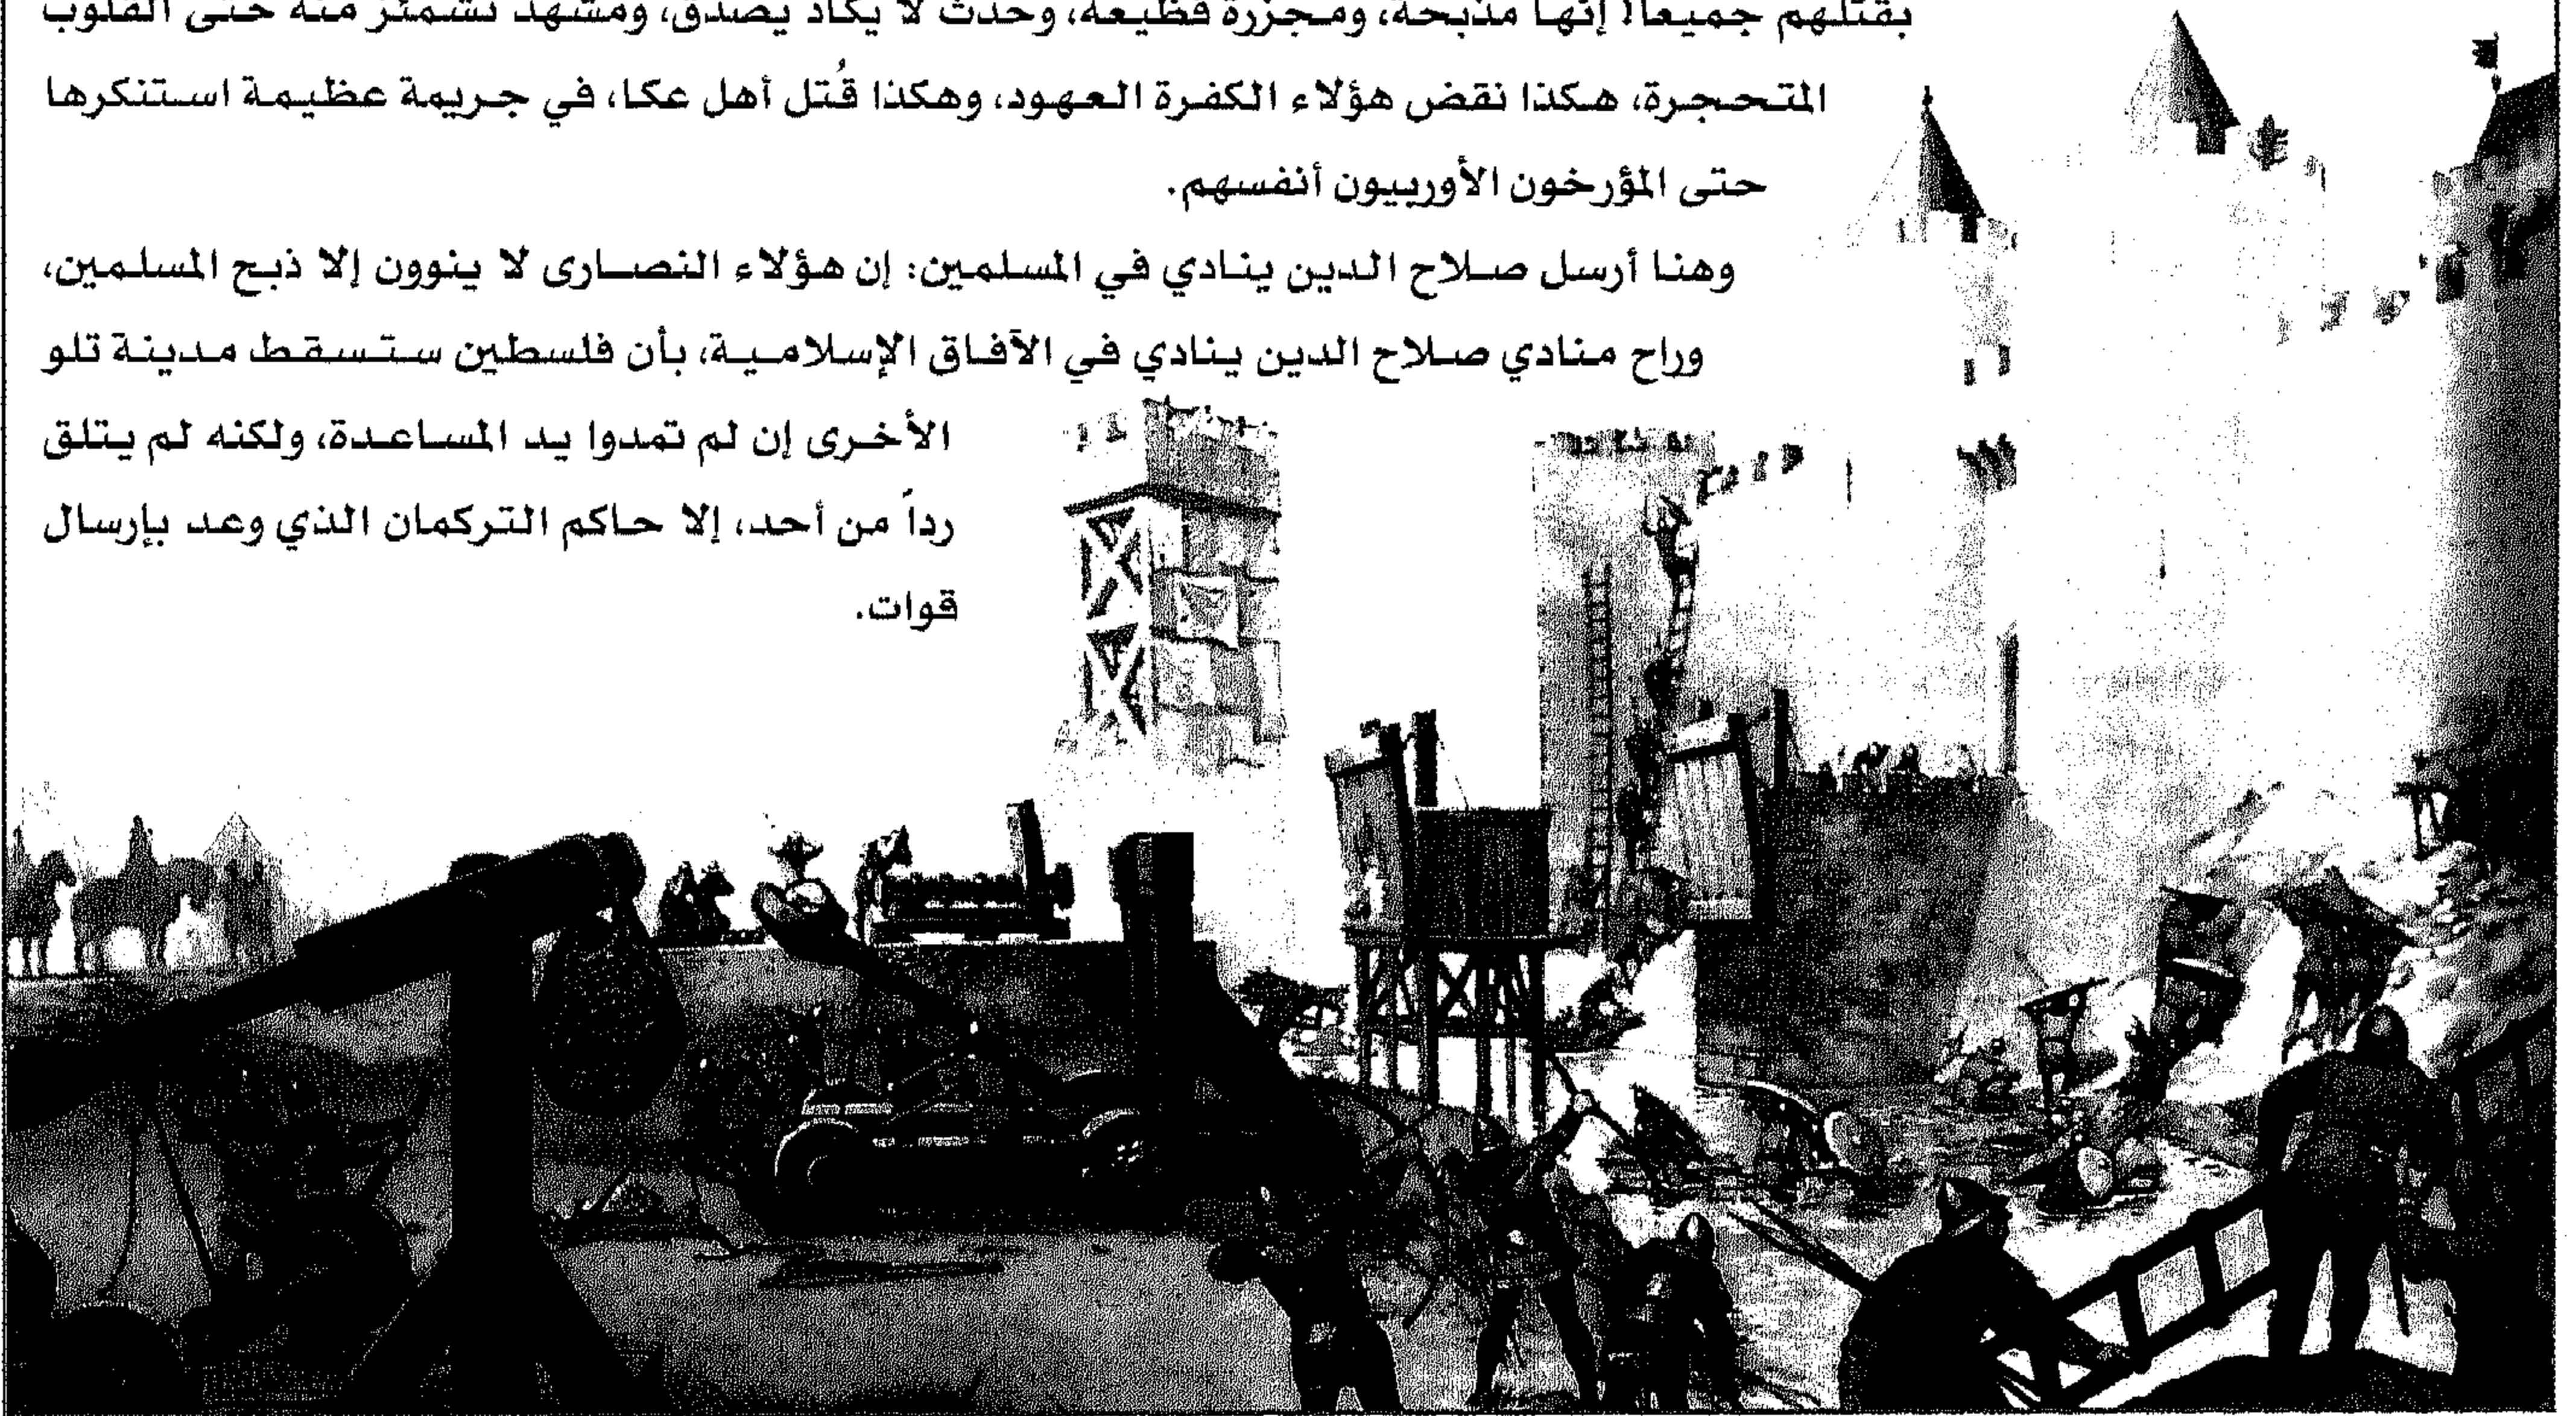 بقتلهم جميعاً! إنها مذبحة، ومجزرة فظيعة، وحدث لا يكاد يصدق، ومشهد تشمئز منه حتى القلوب
المتحجرة، هكذا نقض هؤلاء الكفرة العهود، وهكذا قُتل أهل عكا، في جريمة عظيمة استنكرها
حتى المؤرخون الأوربيون أنفسهم.
وهنا أرسل صلاح الدين ينادي في المسلمين: إن هؤلاء النصارى لا ينوون إلا ذبح المسلمين،
وراح منادي صلاح الدين ينادي في الآفاق الإسلامية، بأن فلسطين ستسقط مدينة تلو
الأخرى إن لم تمدوا يد المساعدة، ولكنه لم يتلق
رداً من أحد، إلا حاكم التركمان الذي وعد بإرسال
قوات.